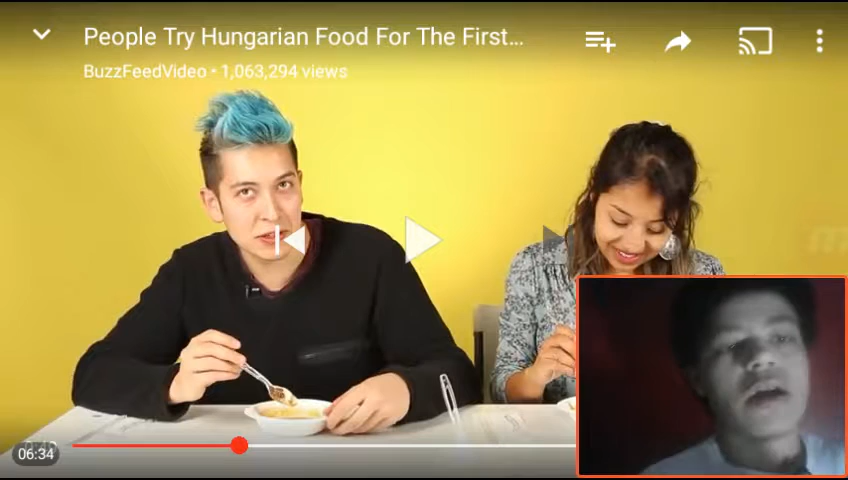 People Try Hungarian Food For The First...
BuzzFeedVideo • 1,063,294 views
06:34